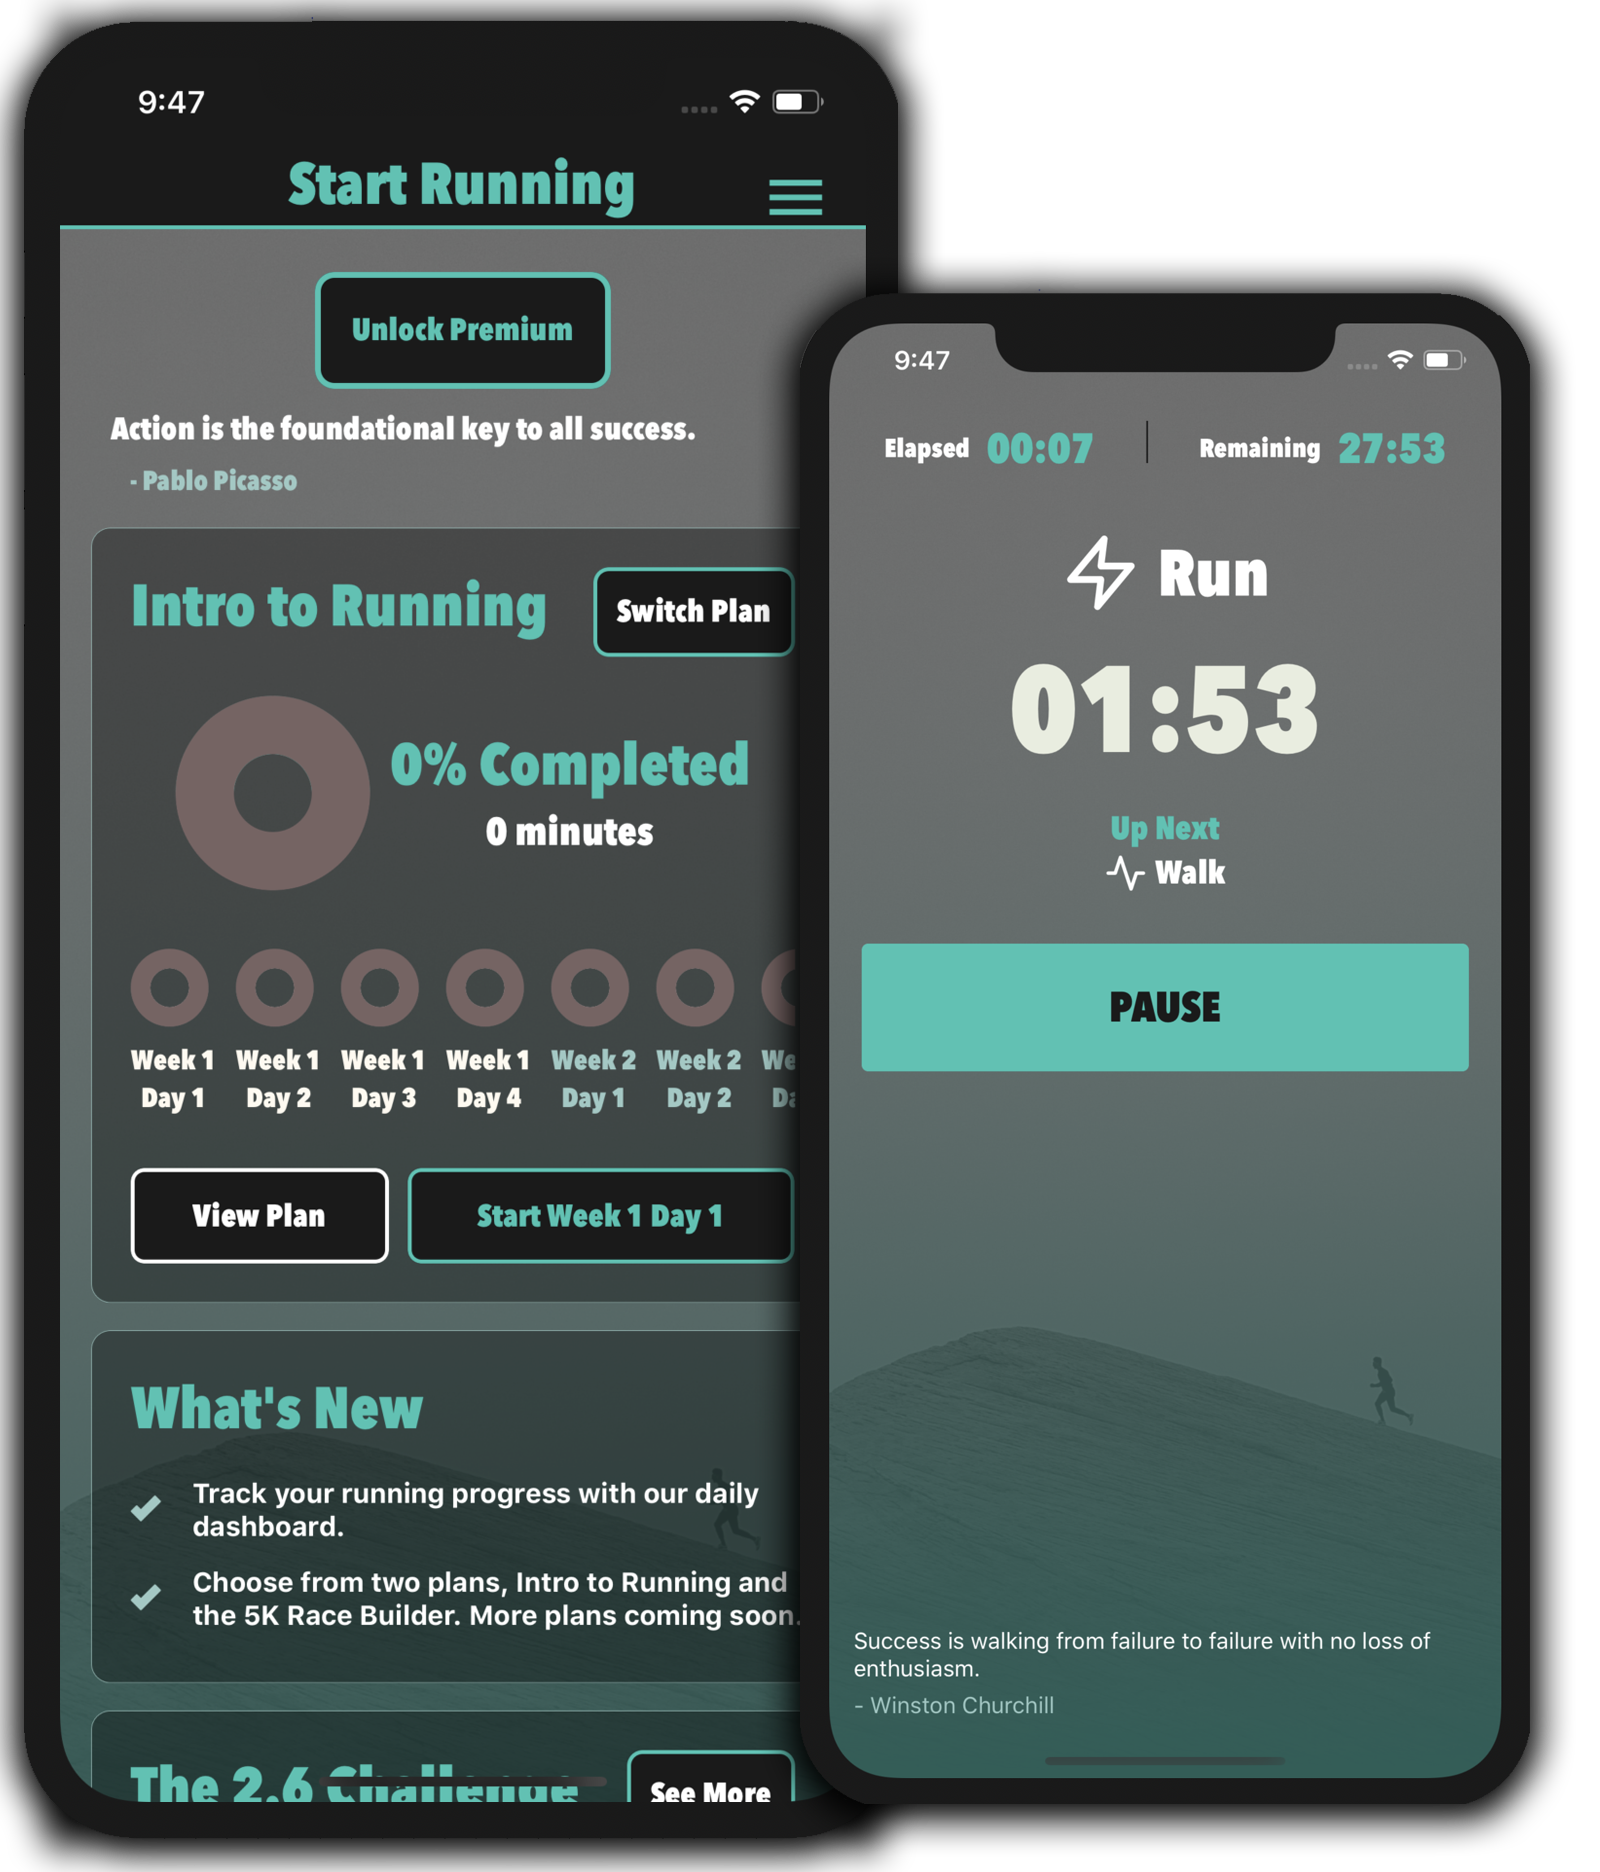 9:47
Start Running
Unlock Premium
Action is the foundational key to all success.
- Pablo Picasso
Intro to Running
Switch Plan
0% Completed
0 minutes
Week 1 Week 1 Week 1 Week 1 Week 2 Week 2
Day 1 Day 2 Day 3 Day 4 Day 1 Day 2
View Plan
Start Week 1 Day 1
What's New
Track your running progress with our daily
dashboard.
Choose from two plans, Intro to Running and
the 5K Race Builder. More plans coming soon.
The 2.6 Challenge
See More
9:47
Elapsed 00:07
Remaining 27:53
Run
01:53
Up Next
Walk
PAUSE
Success is walking from failure to failure with no loss of
enthusiasm.
- Winston Churchill